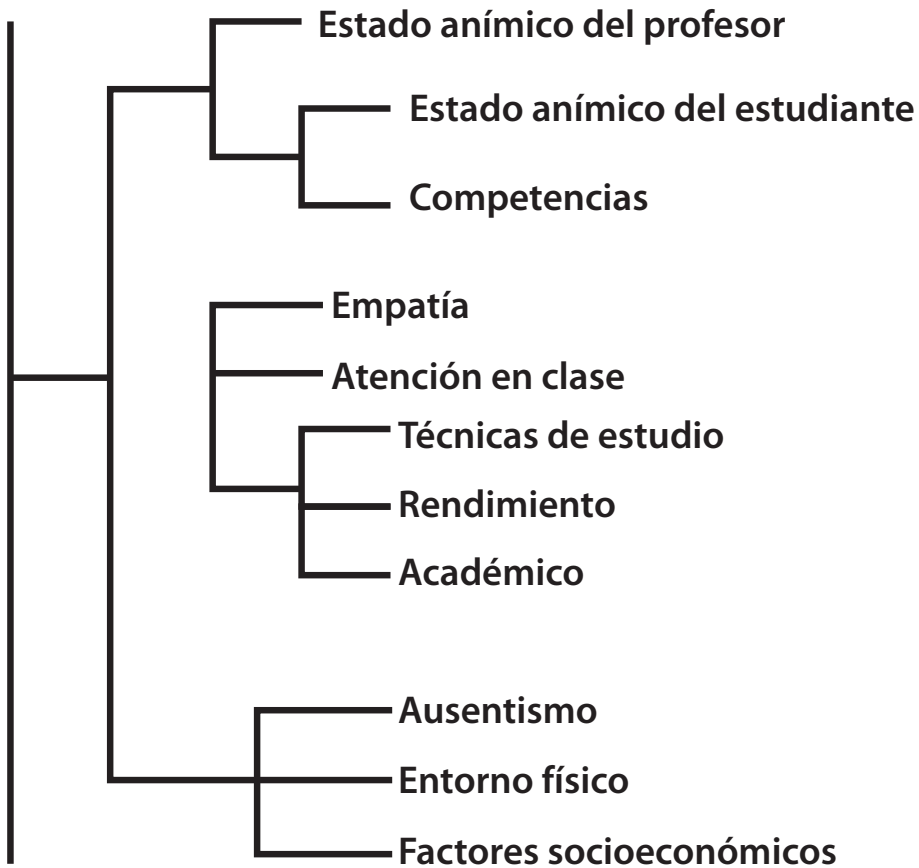 Estado anímico del profesor
Estado anímico del estudiante
Competencias
Empatía
Atención en clase
Técnicas de estudio
Rendimiento
Académico
Ausentismo
Entorno físico
Factores socioeconómicos